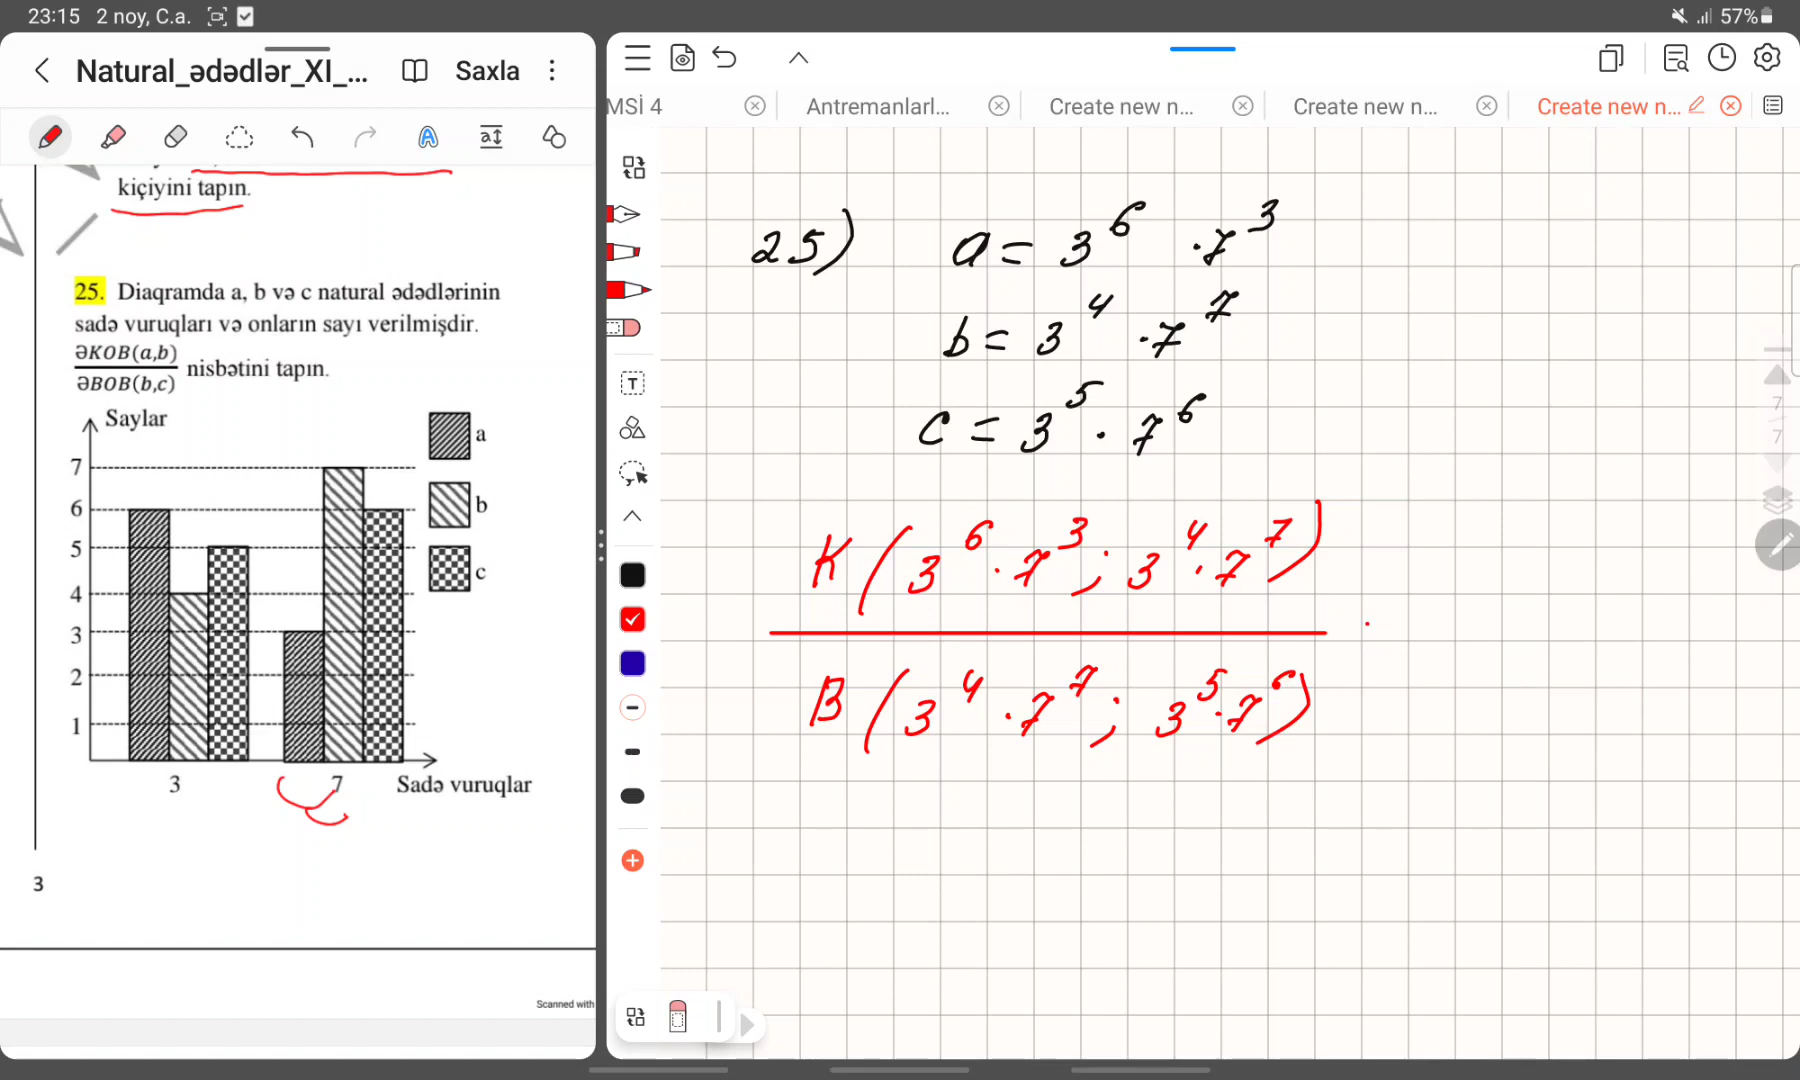 23:15 2 noy, C.a.
57%
Natural_ədədlər_XI_...
Saxla
MSİ 4
Antremanlarl...
Create new n...
Create new n...
Create new n...
kiçiyini tapın.
25. Diaqramda a, b və c natural ədədlərinin
sadə vuruqları və onların sayı verilmişdir.
ƏKOB(a,b)
ƏBOB(b,c)
nisbətini tapın.
Saylar
a
b
c
7
6
5
4
3
2
1
3
7
Sadə vuruqlar
3
Scanned with
25) a = 3^6 · 7^3
b = 3^4 · 7^7
c = 3^5 · 7^6
K ( 3^6 · 7^3 ; 3^4 · 7^7 )
B ( 3^4 · 7^7 ; 3^5 · 7^6 )
7
7